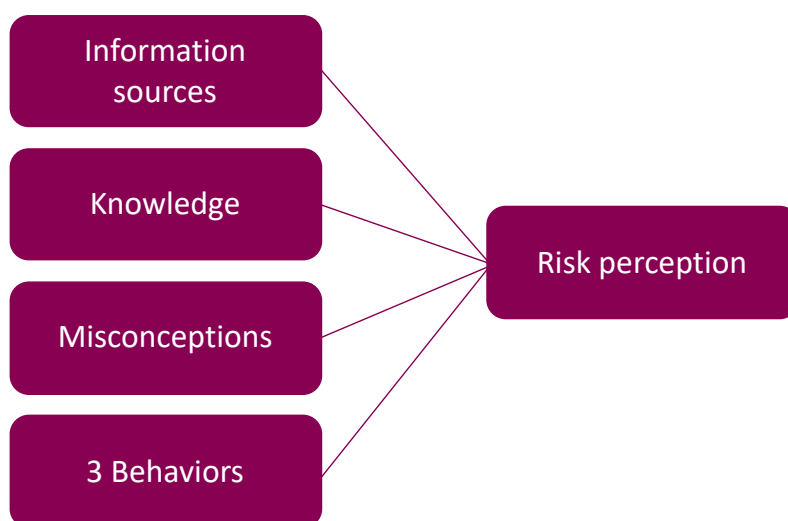 Information
sources
Knowledge
Risk perception
Misconceptions
3 Behaviors